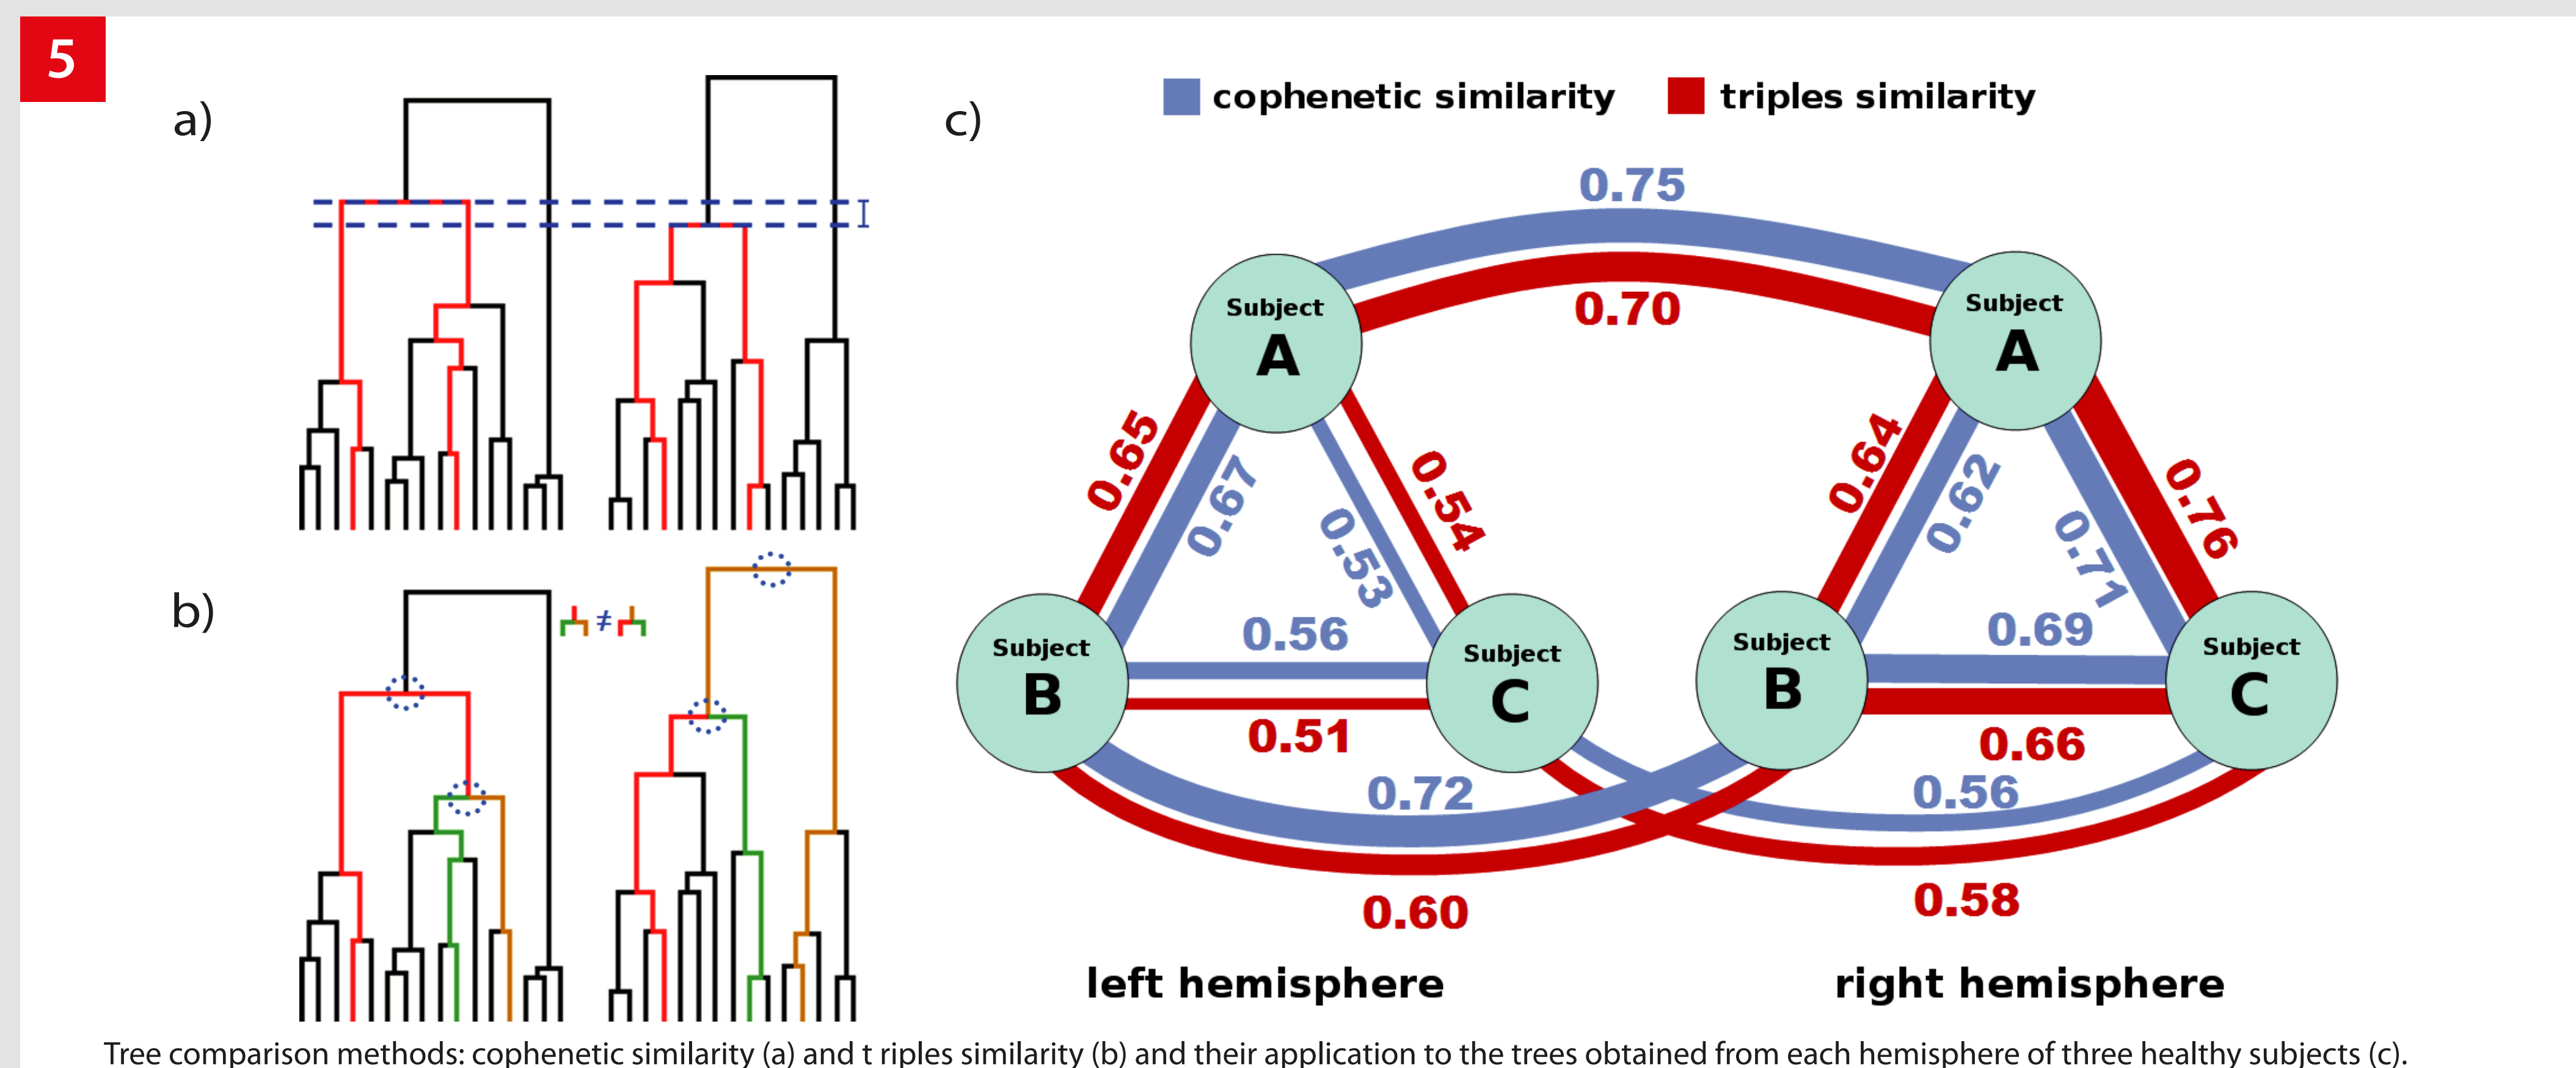 5
a)
c)
cophenetic similarity
triples similarity
0.75
0.70
Subject
A
Subject
A
0.65
0.67
0.53
0.54
0.64
0.62
0.71
0.76
b)
≠
Subject
B
0.56
0.51
Subject
C
Subject
B
0.69
0.66
Subject
C
0.72
0.56
0.60
0.58
left hemisphere
right hemisphere
Tree comparison methods: cophenetic similarity (a) and t riples similarity (b) and their application to the trees obtained from each hemisphere of three healthy subjects (c).